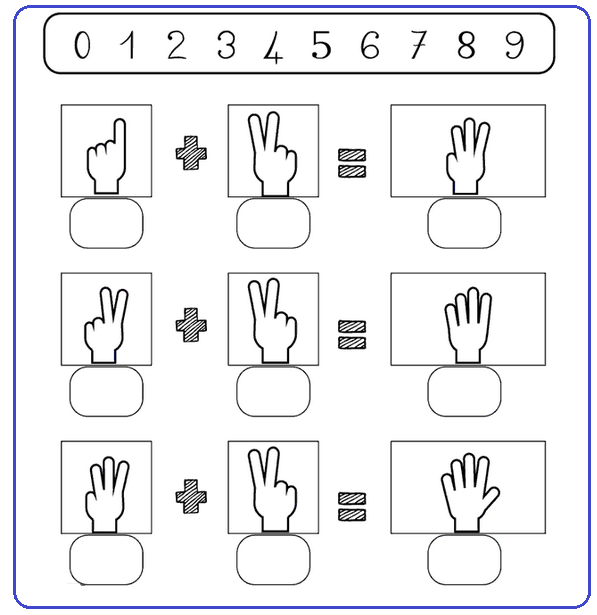 0 1 2 3 4 5 6 7 8 9
+ =
+ =
+ =